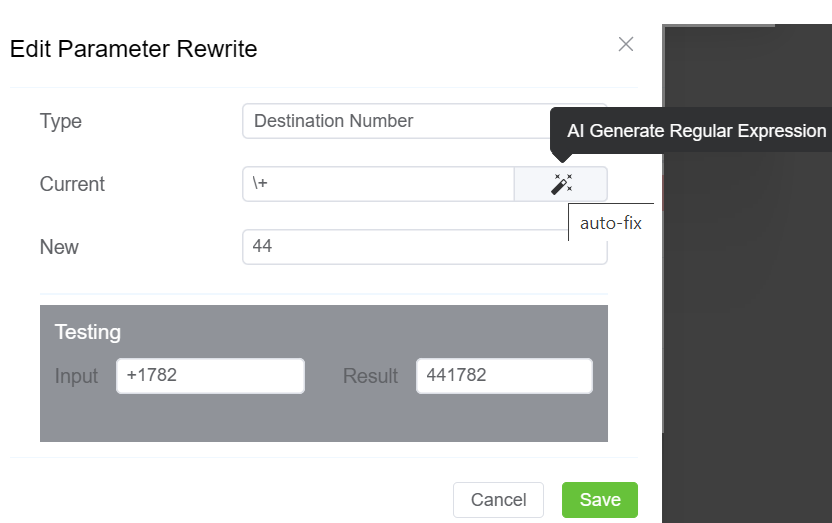 Edit Parameter Rewrite
Type
Destination Number
AI Generate Regular Expression
Current
\+
auto-fix
New
44
Testing
Input
+1782
Result
441782
Cancel
Save